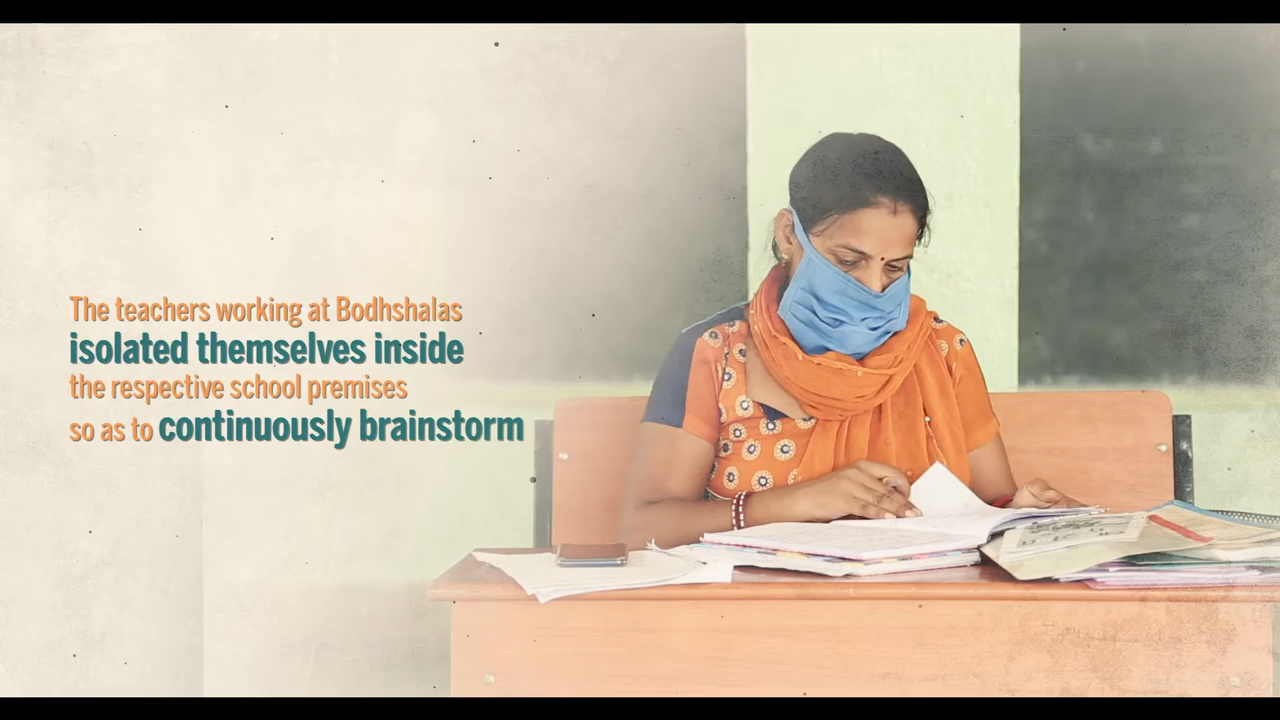 The teachers working at Bodhshalas
isolated themselves inside
the respective school premises
so as to continuously brainstorm